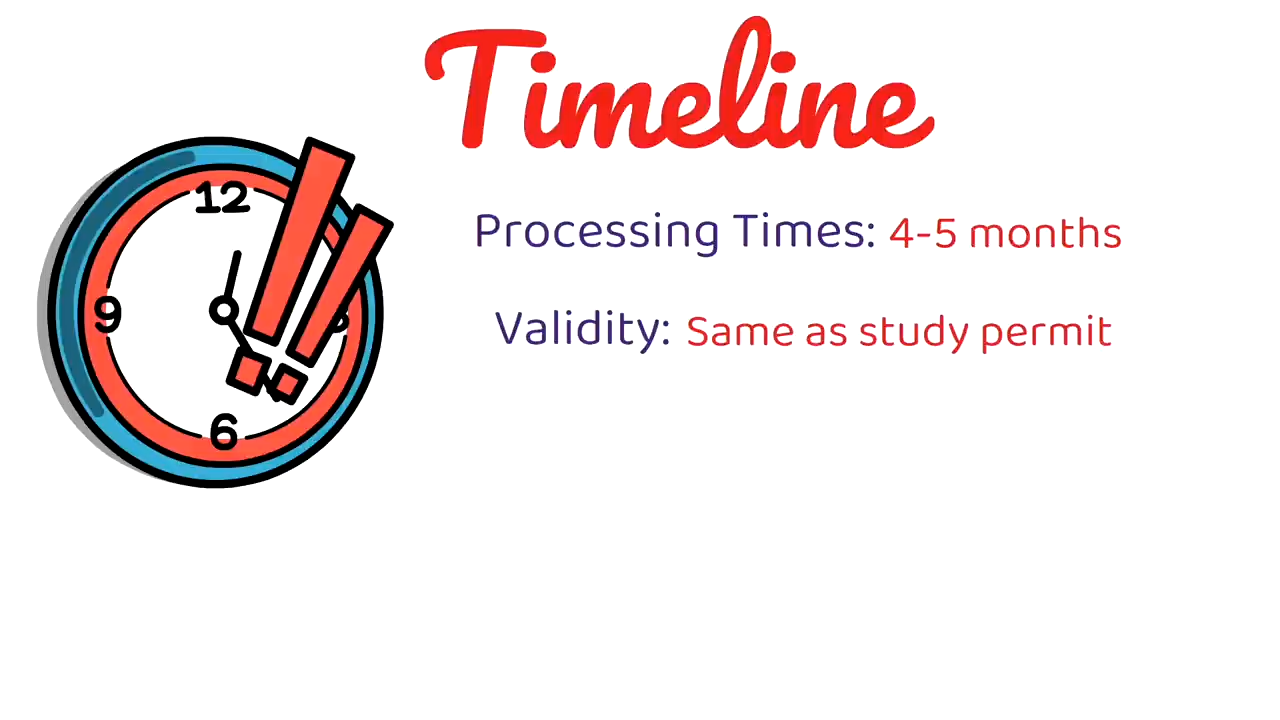 Timeline
12
9
6
Processing Times: 4-5 months
Validity: Same as study permit